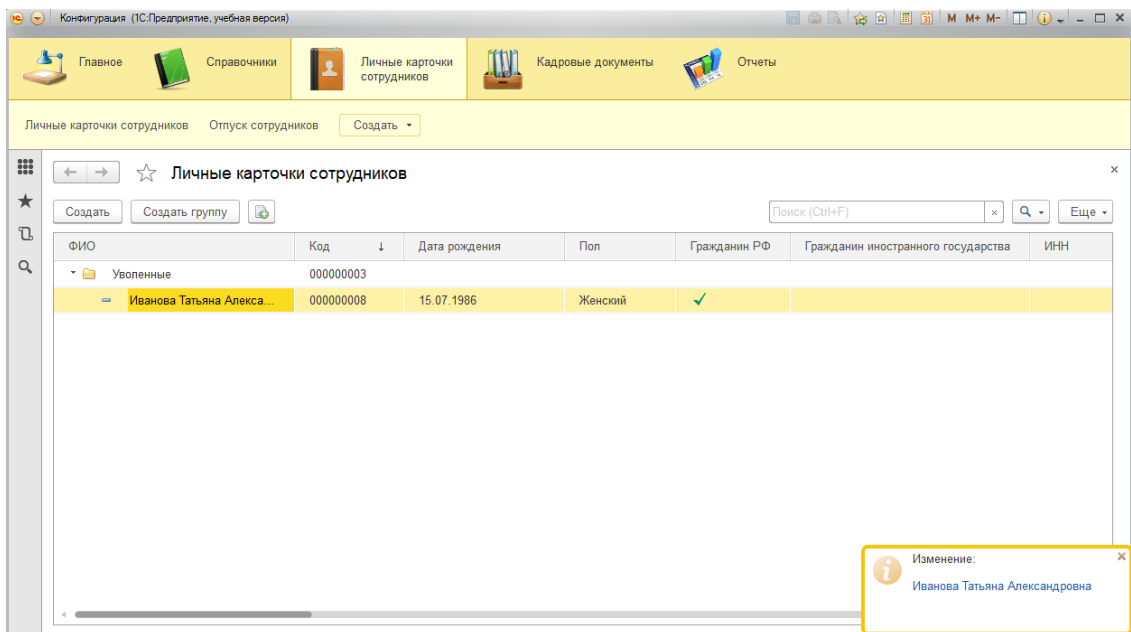 Конфигурация (1С:Предприятие, учебная версия)
M M+ M-
31
Главное
Справочники
Личные карточки
сотрудников
Кадровые документы
Отчеты
Личные карточки сотрудников Отпуск сотрудников Создать
Личные карточки сотрудников
Создать Создать группу Поиск (Ctrl+F) Еще
ФИО Код Дата рождения Пол Гражданин РФ Гражданин иностранного государства ИНН
Уволенные 000000003
Иванова Татьяна Алекса... 000000008 15.07.1986 Женский
Изменение:
Иванова Татьяна Александровна